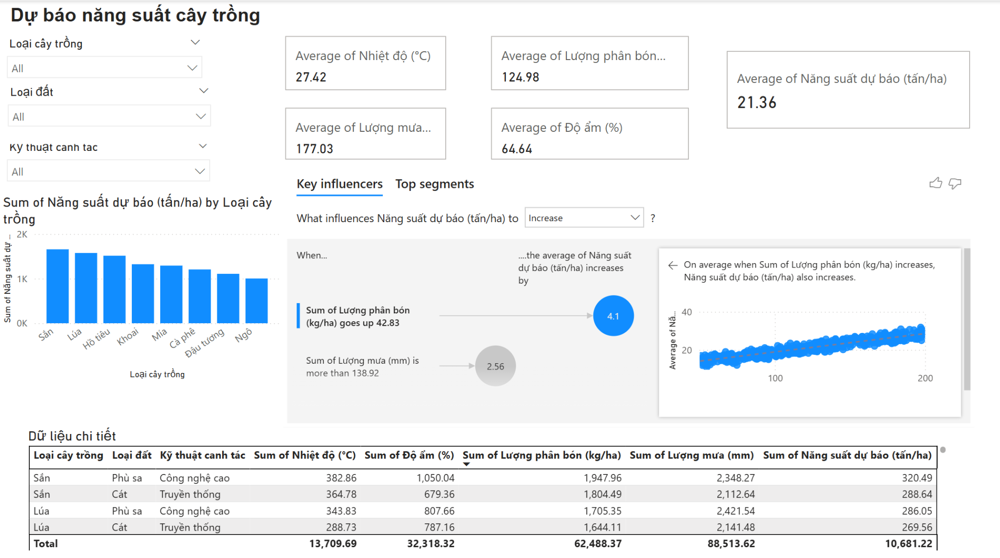 Dự báo năng suất cây trồng
Loại cây trồng
All
Loại đất
All
Kỹ thuật canh tác
All
Average of Nhiệt độ (°C)
27.42
Average of Lượng phân bón...
124.98
Average of Lượng mưa...
177.03
Average of Độ ẩm (%)
64.64
Average of Năng suất dự báo (tấn/ha)
21.36
Sum of Năng suất dự báo (tấn/ha) by Loại cây
trồng
Sum of Năng suất dự ...
2K
1K
0K
Sắn
Lúa
Hồ tiêu
Khoai
Mía
Cà phê
Đậu tương
Ngô
Loại cây trồng
Key influencers
Top segments
What influences Năng suất dự báo (tấn/ha) to
Increase
?
When...
....the average of Năng suất
dự báo (tấn/ha) increases
by
Sum of Lượng phân bón
(kg/ha) goes up 42.83
4.1
Sum of Lượng mưa (mm) is
more than 138.92
2.56
On average when Sum of Lượng phân bón (kg/ha) increases,
Năng suất dự báo (tấn/ha) also increases.
Average of Nă...
40
20
100
200
Dữ liệu chi tiết
Loại cây trồng Loại đất Kỹ thuật canh tác Sum of Nhiệt độ (°C) Sum of Độ ẩm (%) Sum of Lượng phân bón (kg/ha) Sum of Lượng mưa (mm) Sum of Năng suất dự báo (tấn/ha)
Sắn Phù sa Công nghệ cao 382.86 1,050.04 1,947.96 2,348.27 320.49
Sắn Cát Truyền thống 364.78 679.36 1,804.49 2,112.64 288.64
Lúa Phù sa Công nghệ cao 343.83 807.66 1,705.35 2,421.54 286.05
Lúa Cát Truyền thống 288.73 787.16 1,644.11 2,141.48 269.56
Total 13,709.69 32,318.32 62,488.37 88,513.62 10,681.22